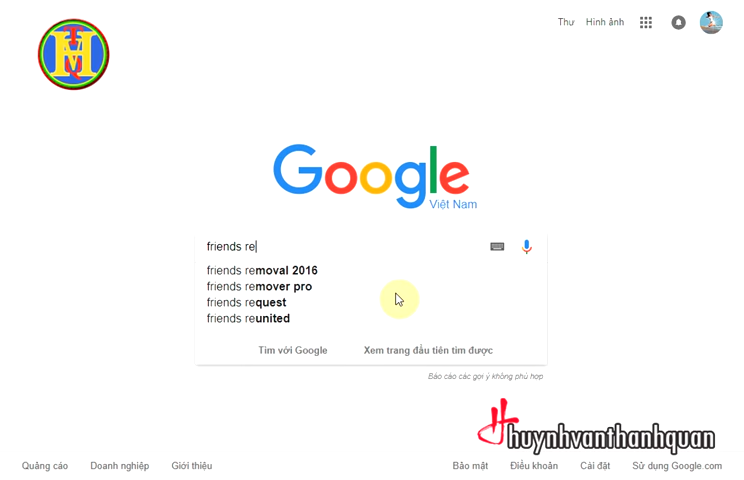 Thư Hình ảnh
Google
Việt Nam
friends re
friends removal 2016
friends remover pro
friends request
friends reunited
Tìm với Google Xem trang đầu tiên tìm được
Báo cáo các gợi ý không phù hợp
huynhvanthanhquan
Quảng cáo Doanh nghiệp Giới thiệu Bảo mật Điều khoản Cài đặt Sử dụng Google.com